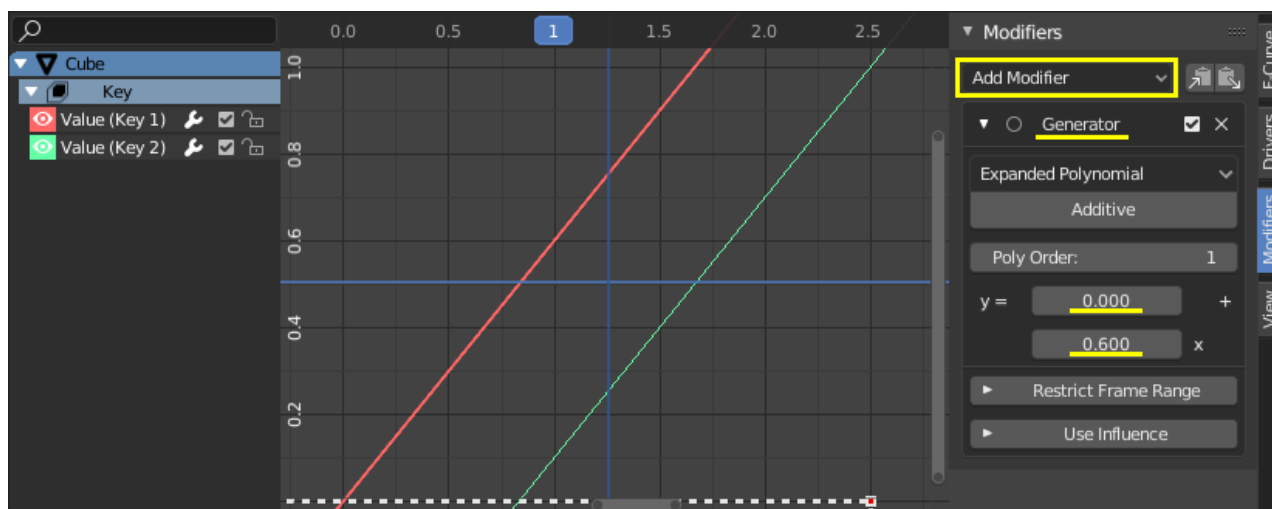 0.0 0.5 1 1.5 2.0 2.5
Cube
Key
Value (Key 1)
Value (Key 2)
1.0
0.8
0.6
0.4
0.2
Modifiers
Add Modifier
Generator
Expanded Polynomial
Additive
Poly Order: 1
y = 0.000 +
0.600 x
Restrict Frame Range
Use Influence
F-Curve
Drivers
Modifiers
View